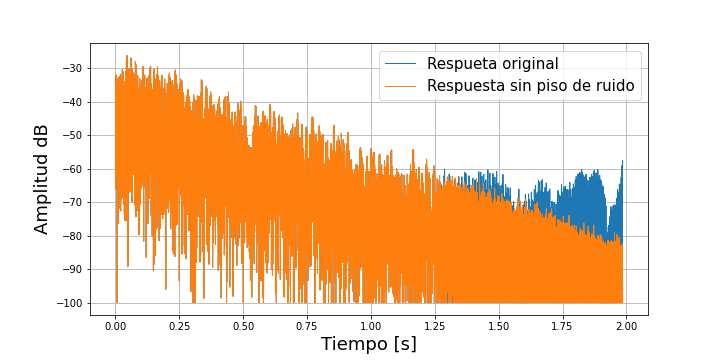 Respueta original
Respuesta sin piso de ruido
Amplitud dB
−30
−40
−50
−60
−70
−80
−90
−100
0.00 0.25 0.50 0.75 1.00 1.25 1.50 1.75 2.00
Tiempo [s]